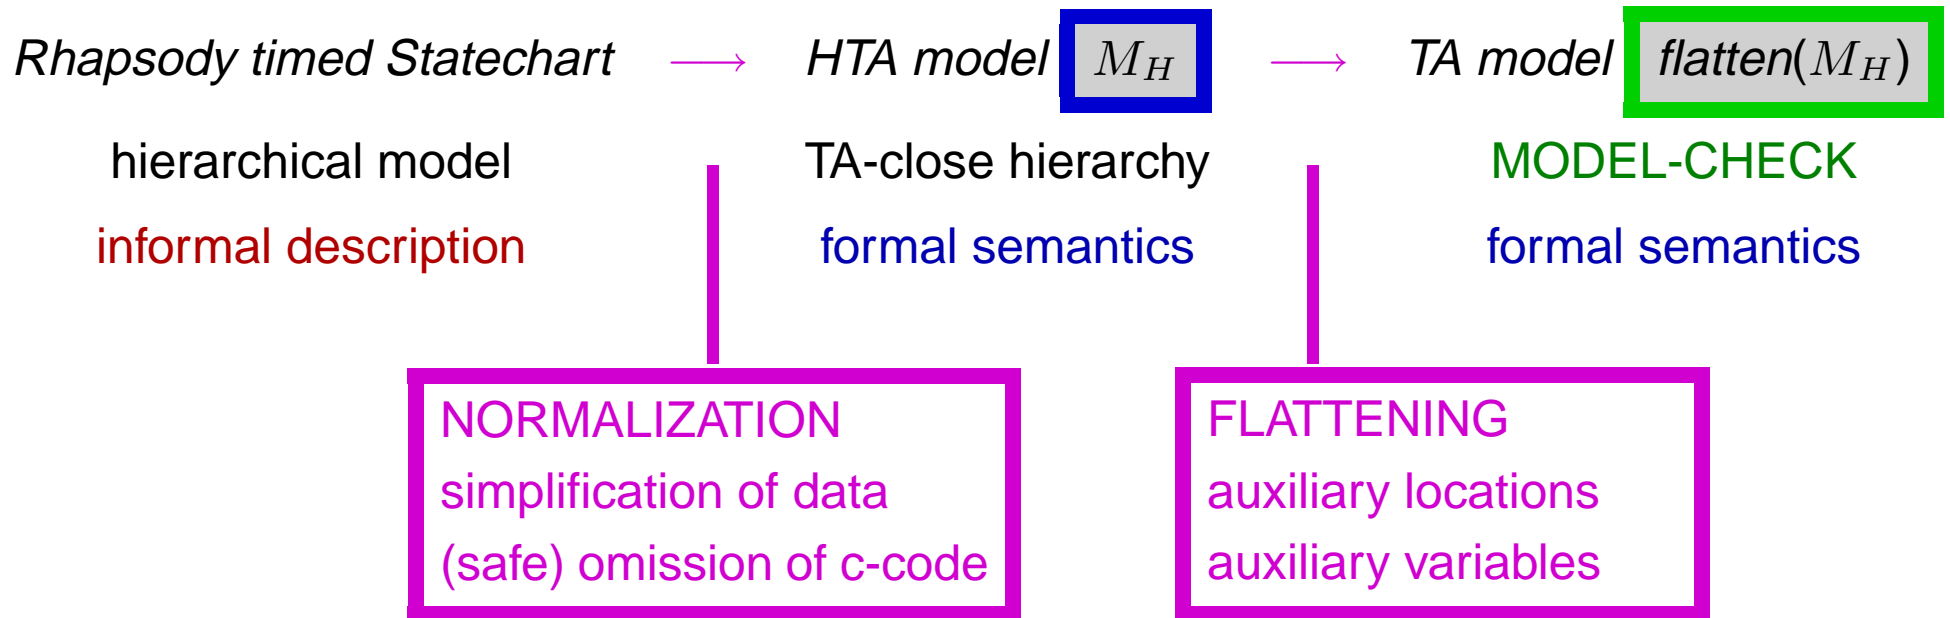 Rhapsody timed Statechart ⟶ HTA model M_H ⟶ TA model flatten(M_H)
hierarchical model TA-close hierarchy MODEL-CHECK
informal description formal semantics formal semantics
NORMALIZATION
simplification of data
(safe) omission of c-code
FLATTENING
auxiliary locations
auxiliary variables